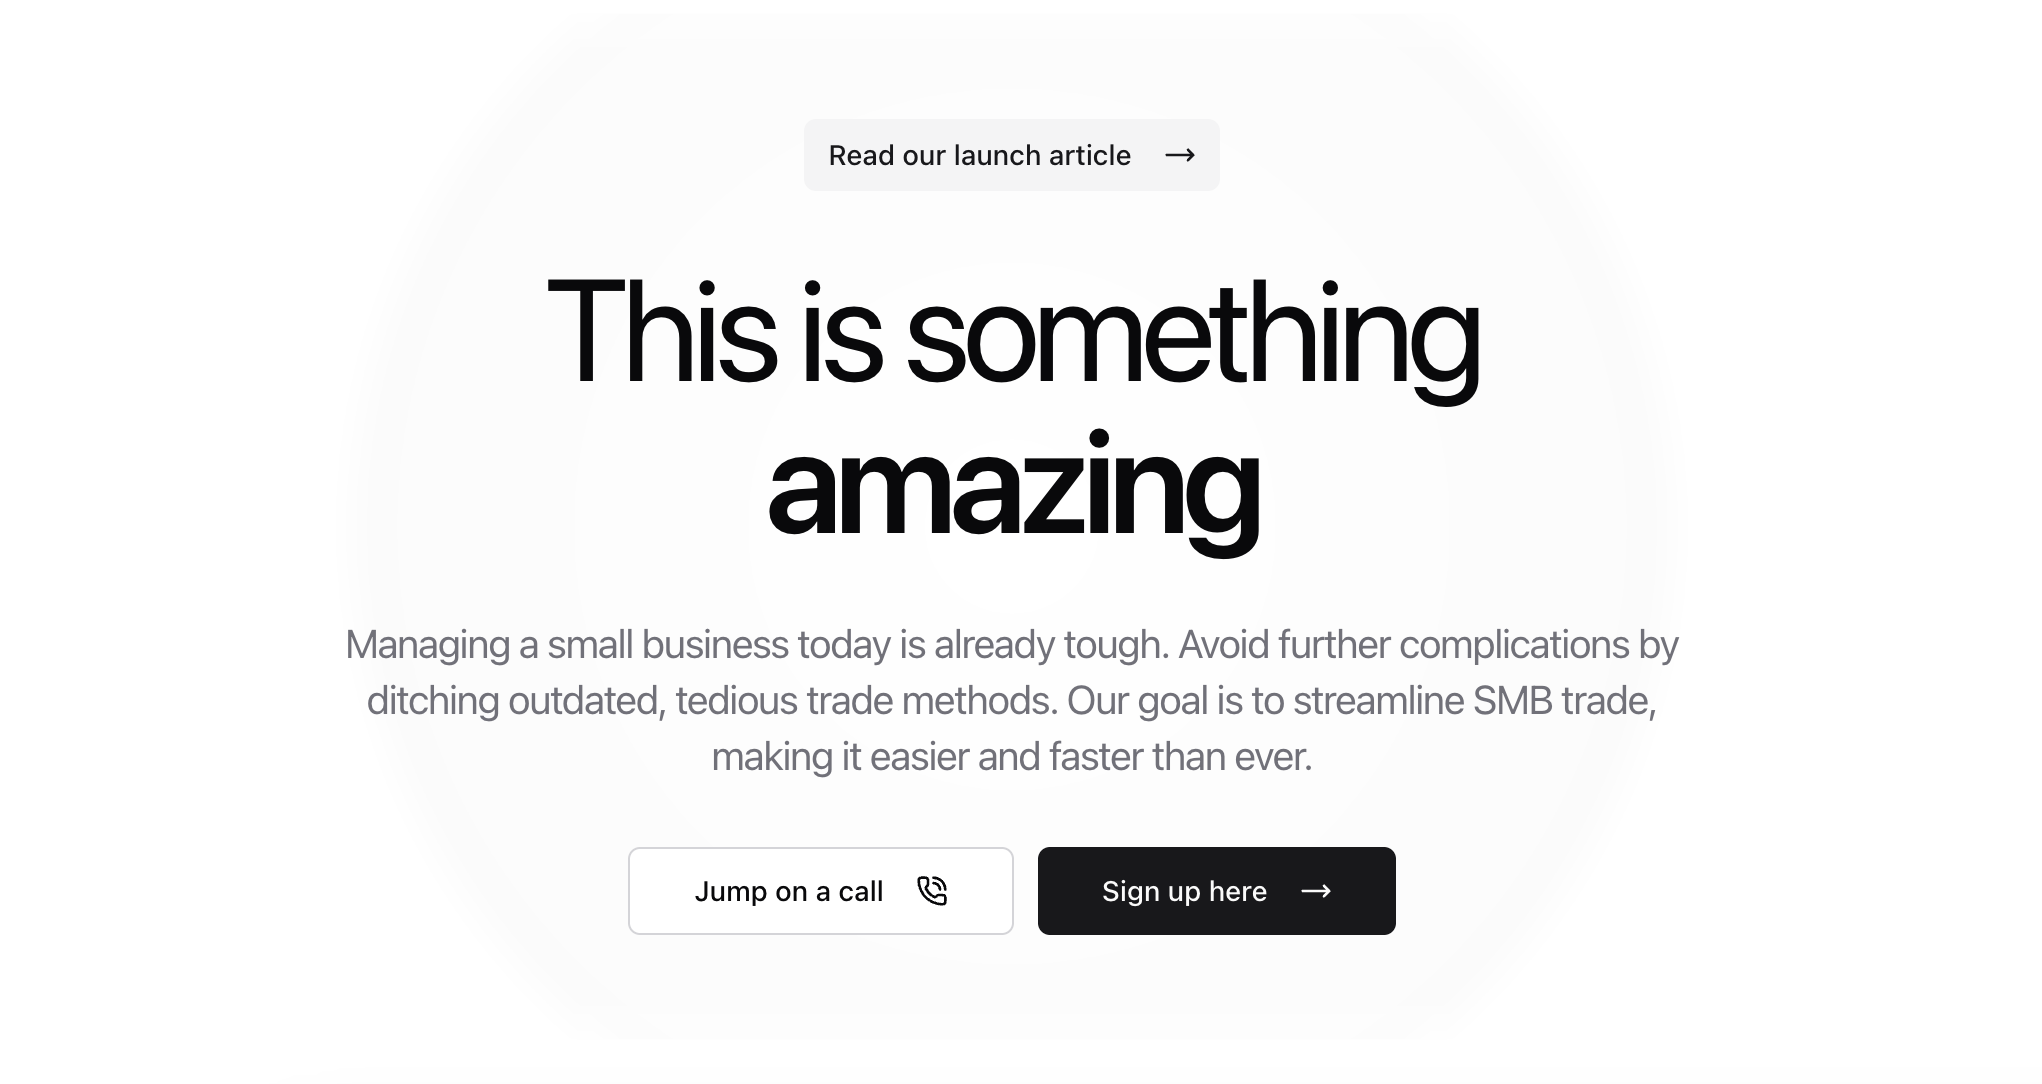 Read our launch article
This is something
amazing
Managing a small business today is already tough. Avoid further complications by
ditching outdated, tedious trade methods. Our goal is to streamline SMB trade,
making it easier and faster than ever.
Jump on a call
Sign up here